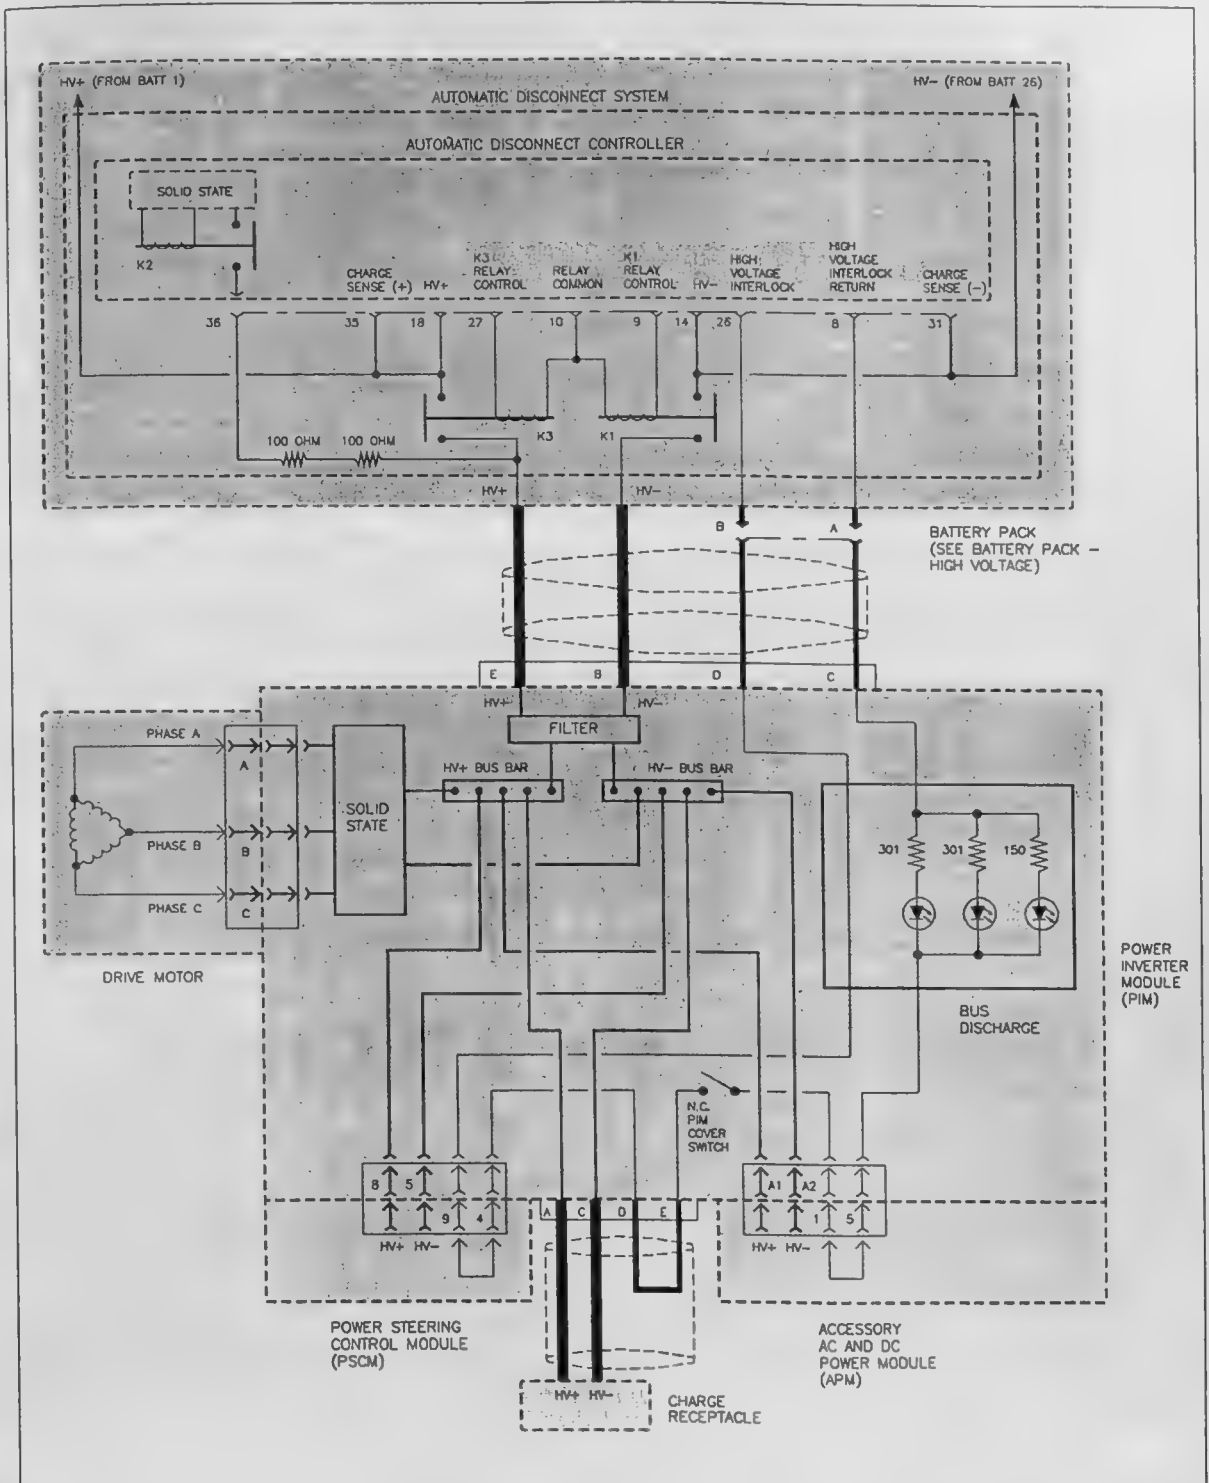 HV+ (FROM BATT 1)
HV- (FROM BATT 26)
AUTOMATIC DISCONNECT SYSTEM
AUTOMATIC DISCONNECT CONTROLLER
SOLID STATE
K2
CHARGE
SENSE (+)
HV+
K3
RELAY
CONTROL
RELAY
COMMON
K1
RELAY
CONTROL
HV-
HIGH
VOLTAGE
INTERLOCK
HIGH
VOLTAGE
INTERLOCK
RETURN
CHARGE
SENSE (-)
36
35
18
27
10
9
14
26
8
31
K3
K1
100 OHM
100 OHM
HV+
HV-
B
A
BATTERY PACK
(SEE BATTERY PACK -
HIGH VOLTAGE)
E
B
D
C
HV+
HV-
FILTER
PHASE A
A
HV+ BUS BAR
HV- BUS BAR
SOLID
STATE
PHASE B
B
PHASE C
C
301
301
150
DRIVE MOTOR
POWER
INVERTER
MODULE
(PIM)
BUS
DISCHARGE
N.C.
PIM
COVER
SWITCH
8
5
9
4
HV+
HV-
A
C
D
E
A1
A2
1
5
HV+
HV-
POWER STEERING
CONTROL MODULE
(PSCM)
ACCESSORY
AC AND DC
POWER MODULE
(APM)
HV+
HV-
CHARGE
RECEPTACLE